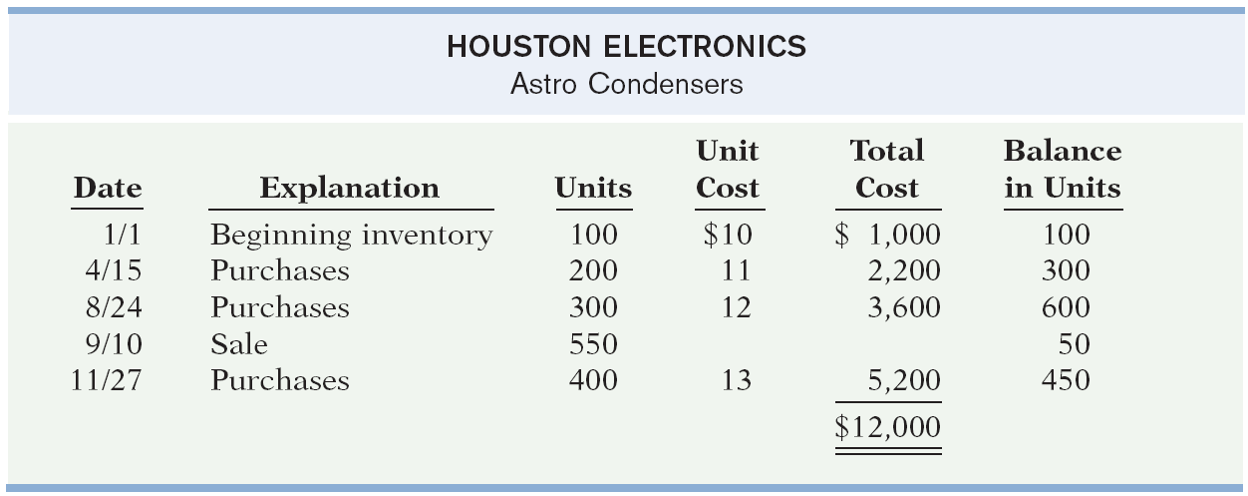 HOUSTON ELECTRONICS
Astro Condensers
Unit Total Balance
Date Explanation Units Cost Cost in Units
1/1 Beginning inventory 100 $10 $ 1,000 100
4/15 Purchases 200 11 2,200 300
8/24 Purchases 300 12 3,600 600
9/10 Sale 550 50
11/27 Purchases 400 13 5,200 450
$12,000